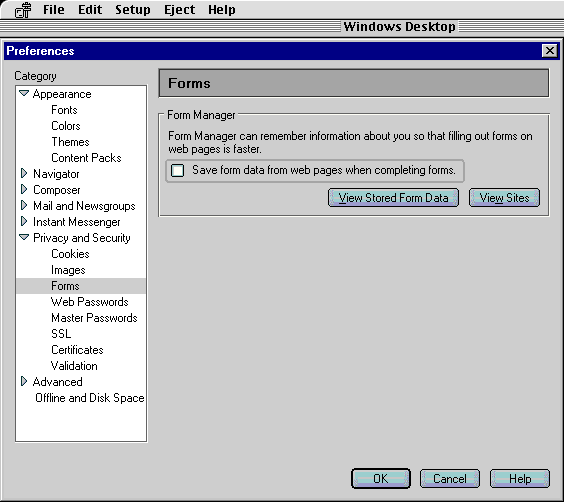 File Edit Setup Eject Help
Windows Desktop
Preferences
Category
Appearance
Fonts
Colors
Themes
Content Packs
Navigator
Composer
Mail and Newsgroups
Instant Messenger
Privacy and Security
Cookies
Images
Forms
Web Passwords
Master Passwords
SSL
Certificates
Validation
Advanced
Offline and Disk Space
Forms
Form Manager
Form Manager can remember information about you so that filling out forms on
web pages is faster.
Save form data from web pages when completing forms.
View Stored Form Data View Sites
OK Cancel Help